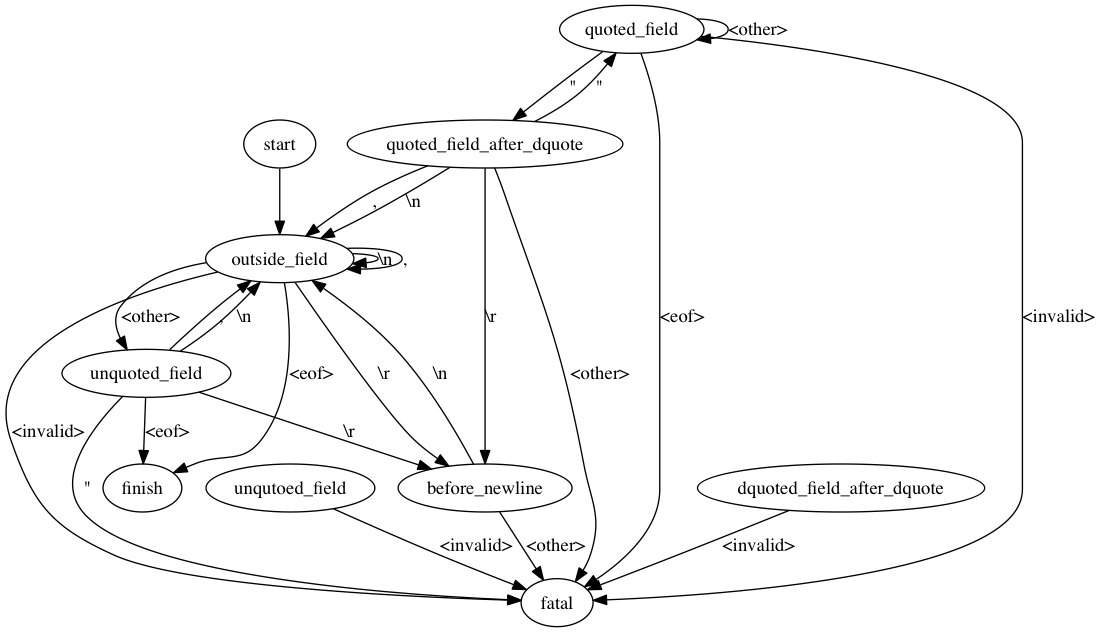 quoted_field
<other>
" "
start
quoted_field_after_dquote
, \n
outside_field
\n ,
<other>
, \n
\r
<eof>
<invalid>
unquoted_field
<eof>
\r
\n
<other>
<invalid>
<eof>
\r
"
finish
unqutoed_field
before_newline
dquoted_field_after_dquote
<invalid>
<other>
<invalid>
fatal